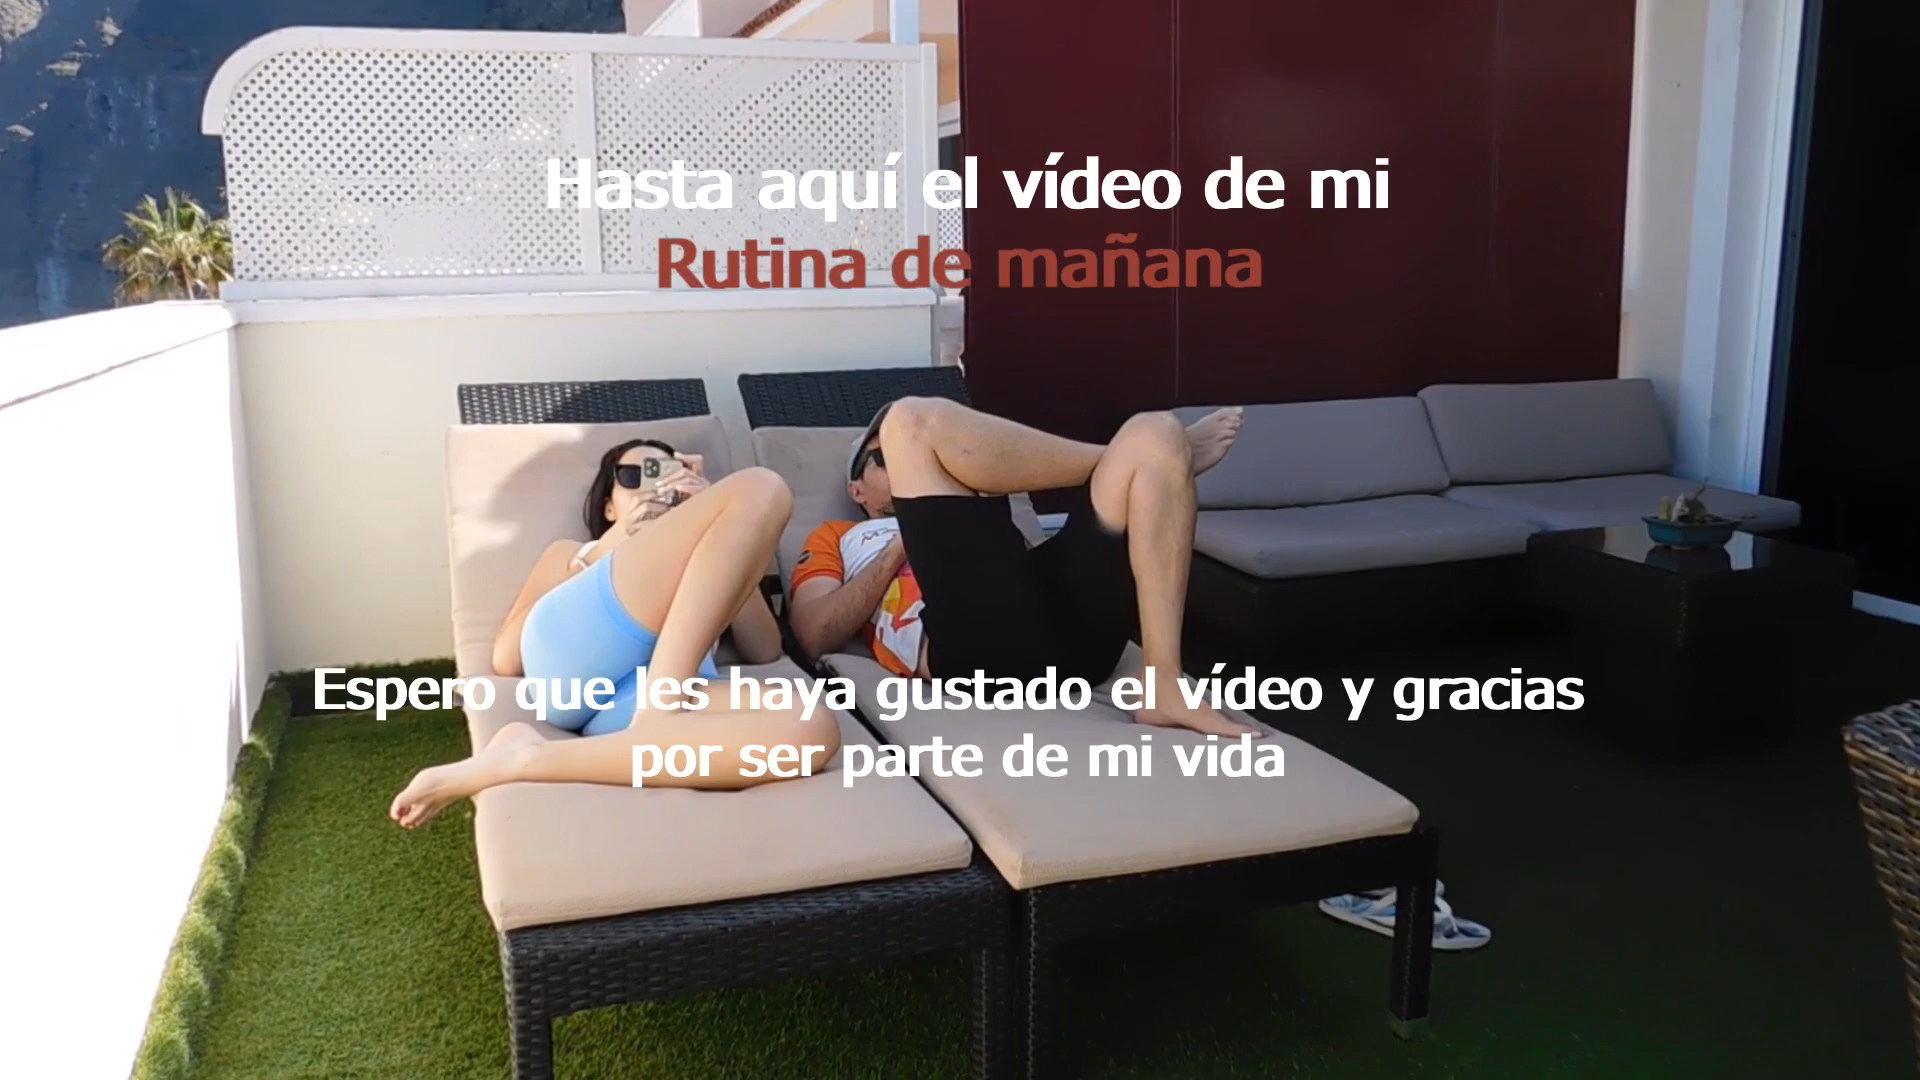 Hasta aquí el vídeo de mi
Rutina de mañana
Espero que les haya gustado el vídeo y gracias
por ser parte de mi vida